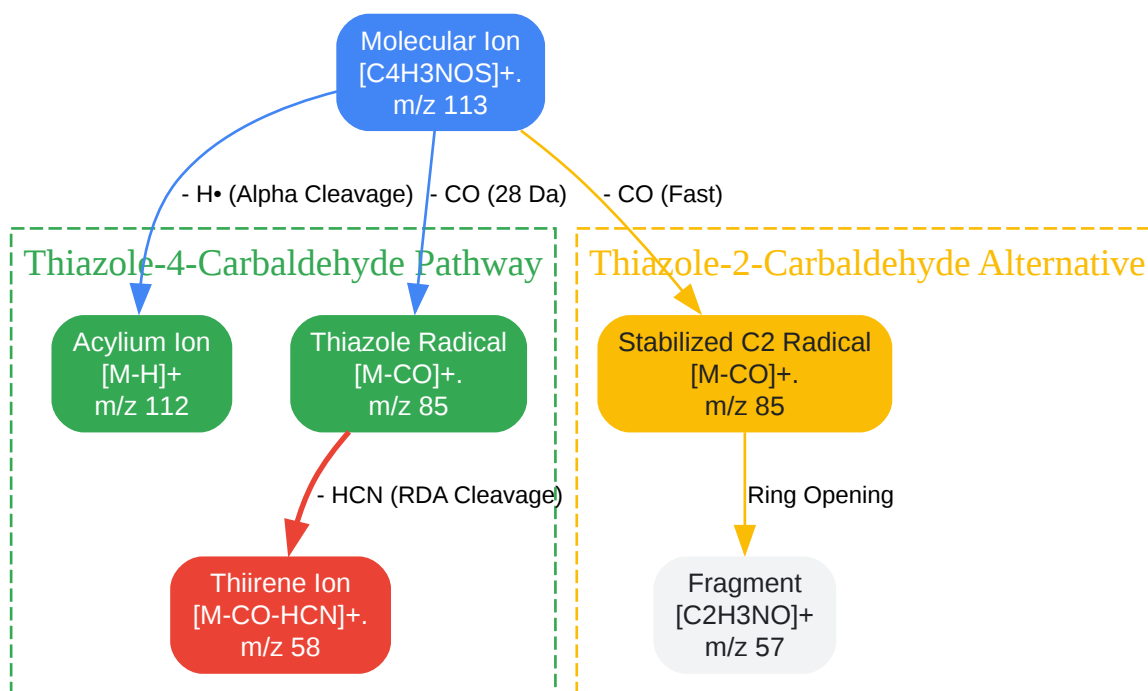 Molecular Ion
[C4H3NOS]+.
m/z 113
- H• (Alpha Cleavage)
- CO (28 Da)
- CO (Fast)
Thiazole-4-Carbaldehyde Pathway
Thiazole-2-Carbaldehyde Alternative
Acylium Ion
[M-H]+
m/z 112
Thiazole Radical
[M-CO]+.
m/z 85
Stabilized C2 Radical
[M-CO]+.
m/z 85
- HCN (RDA Cleavage)
Ring Opening
Thiirene Ion
[M-CO-HCN]+.
m/z 58
Fragment
[C2H3NO]+
m/z 57